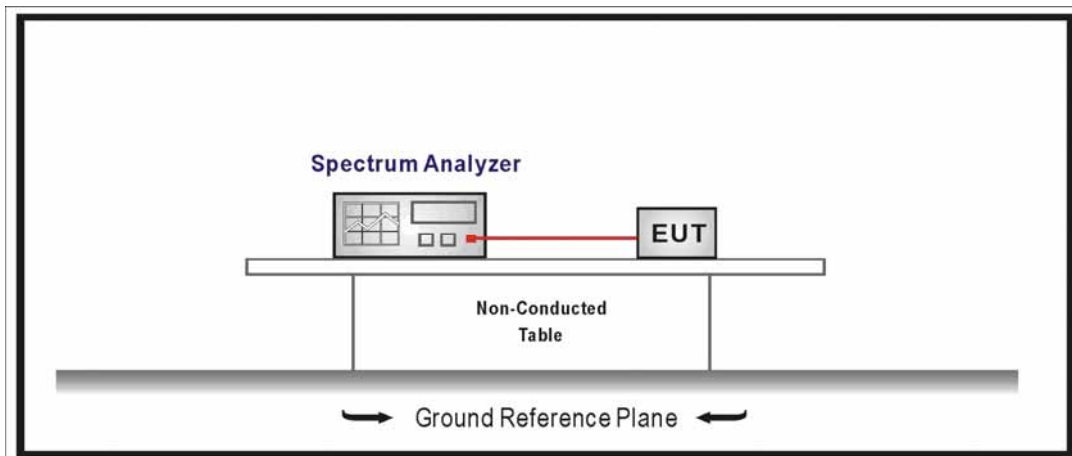 Spectrum Analyzer
EUT
Non-Conducted
Table
Ground Reference Plane